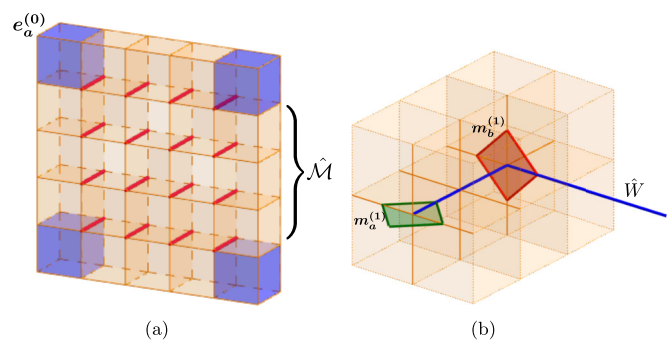 e_a^{(0)}
\hat{\mathcal{M}}
m_b^{(1)}
\hat{W}
m_a^{(1)}
(a) (b)